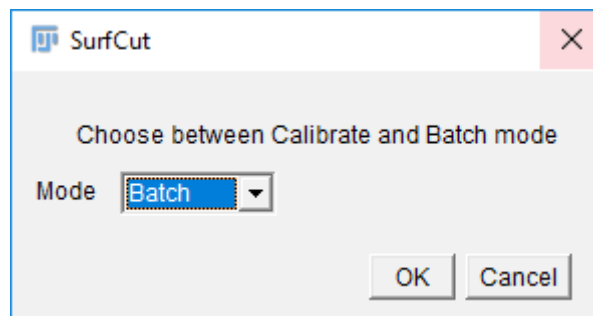 SurfCut
Choose between Calibrate and Batch mode
Mode Batch
OK Cancel